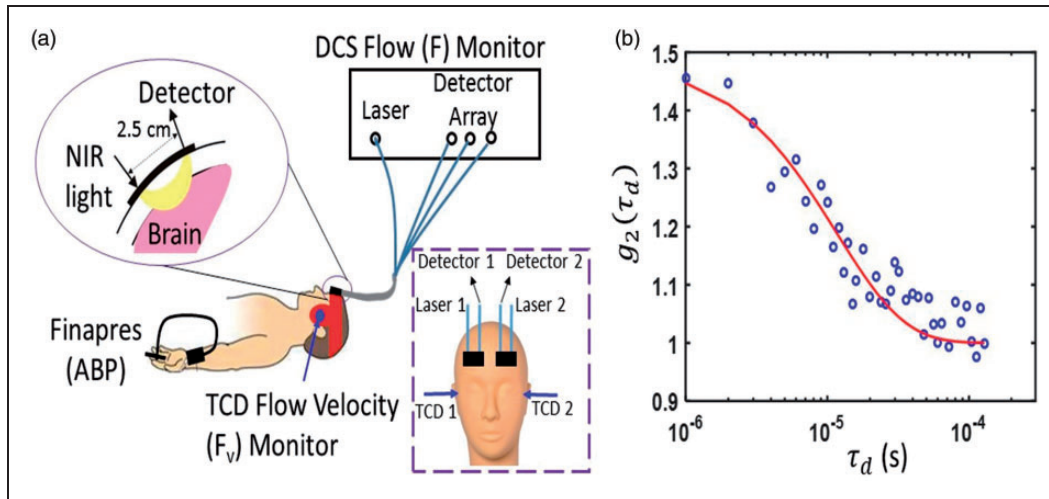 (a)
DCS Flow (F) Monitor
Detector
Laser
Array
Detector
2.5 cm
NIR
light
Brain
Finapres
(ABP)
TCD Flow Velocity
(Fᵥ) Monitor
Detector 1
Detector 2
Laser 1
Laser 2
TCD 1
TCD 2
(b)
g₂(τ_d)
1.5
1.4
1.3
1.2
1.1
1
0.9
10⁻⁶
10⁻⁵
10⁻⁴
τ_d (s)